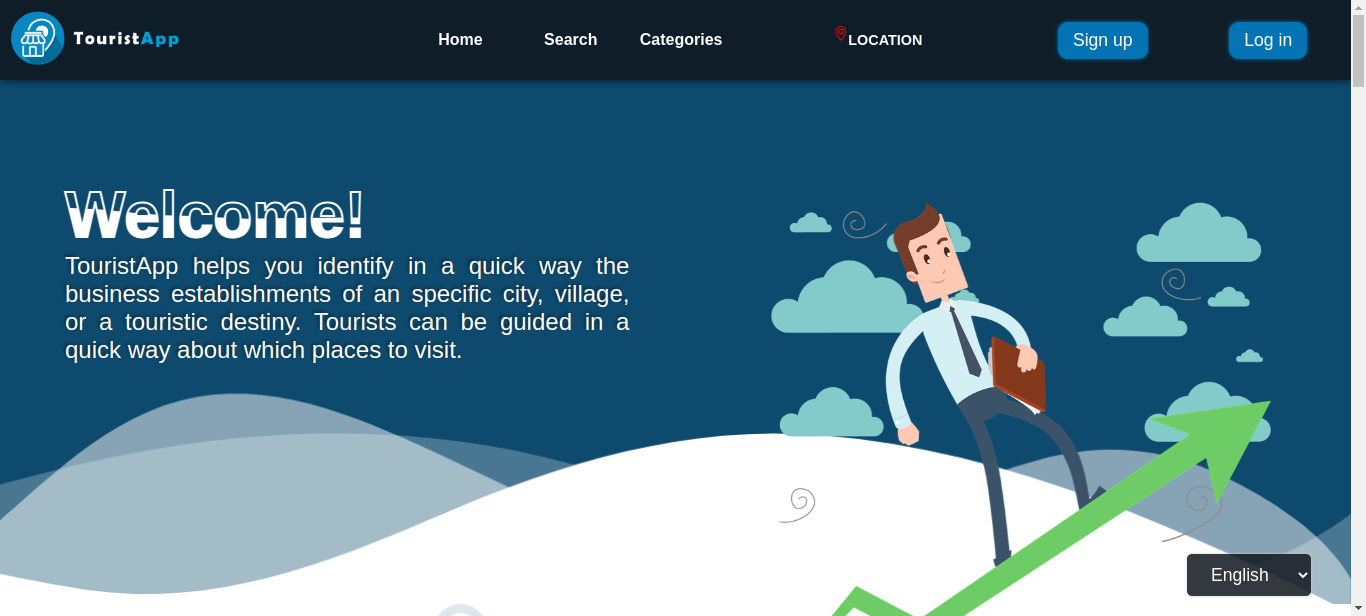 TouristApp
Home
Search
Categories
LOCATION
Sign up
Log in
Welcome!
TouristApp helps you identify in a quick way the
business establishments of an specific city, village,
or a touristic destiny. Tourists can be guided in a
quick way about which places to visit.
English